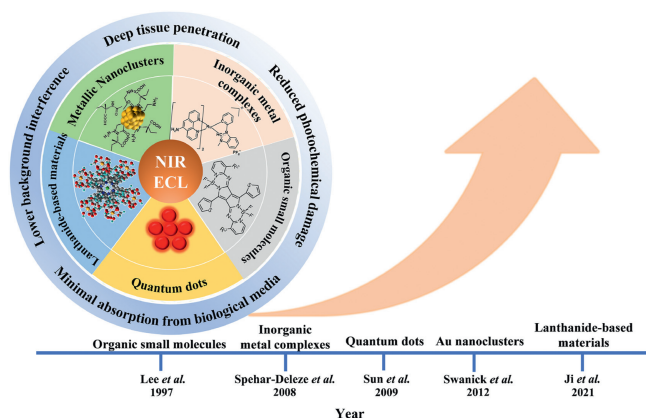 Deep tissue penetration
Lower background interference
Reduced photochemical damage
Minimal absorption from biological media
Metallic Nanoclusters
Inorganic metal
complexes
Lanthanide-based materials
Organic small molecules
Quantum dots
NIR
ECL
Organic small molecules
Inorganic
metal complexes
Quantum dots
Au nanoclusters
Lanthanide-based
materials
Lee et al.
1997
Spehar-Deleze et al.
2008
Sun et al.
2009
Swanick et al.
2012
Ji et al.
2021
Year